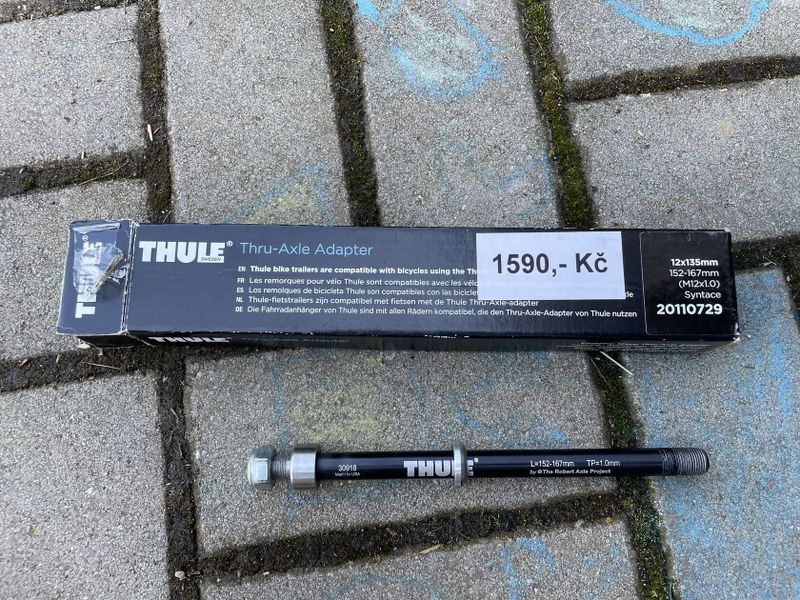 THULE®
THULE®
SWEDEN
Thru-Axle Adapter
EN Thule bike trailers are compatible with bicycles using the Thu
FR Les remorques pour vélo Thule sont compatibles avec les vélo
ES Los remolques de bicicleta Thule son compatibles con las bicicle de
NL Thule-fietstrailers zijn compatibel met fietsen met de Thule Thru-Axle-adapter
DE Die Fahrradanhänger von Thule sind mit allen Rädern kompatibel, die den Thru-Axle-Adapter von Thule nutzen
1590,- Kč
12x135mm
152-167mm
(M12x1.0)
Syntace
20110729
THULE®
Adapter
30918
Made in USA
THULE
L=152-167mm TP=1.0mm
by ©The Robert Axle Project